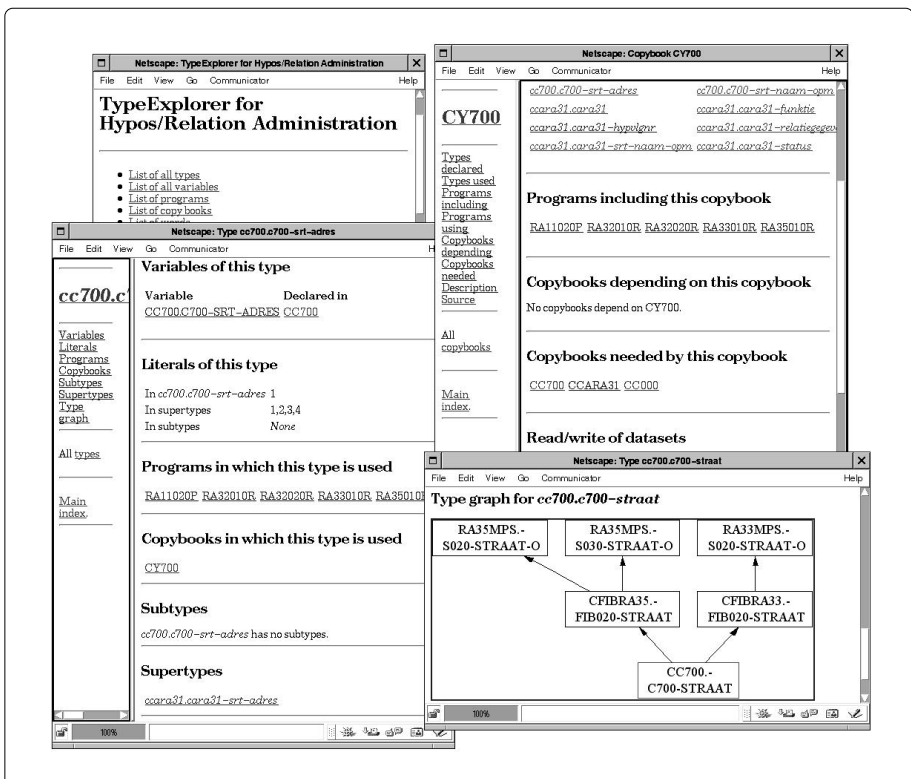 Netscape: TypeExplorer for Hypos/Relation Administration
File Edit View Go Communicator Help
TypeExplorer for
Hypos/Relation Administration
List of all types
List of all variables
List of programs
List of copy books
Netscape: Copybook CY700
File Edit View Go Communicator Help
CY700
Types
declared
Types used
Programs
including
Programs
using
Copybooks
depending
Copybooks
needed
Description
Source
All
copybooks
Main
index.
cc700.c700-srt-adres cc700.c700-srt-naam-opm
ccara31.cara31 ccara31.cara31-funktie
ccara31.cara31-hypvlgnr ccara31.cara31-relatiegegev
ccara31.cara31-srt-naam-opm ccara31.cara31-status
Programs including this copybook
RA11020P RA32010R RA32020R RA33010R RA35010R
Copybooks depending on this copybook
No copybooks depend on CY700.
Copybooks needed by this copybook
CC700 CCARA31 CC000
Read/write of datasets
Netscape: Type cc700.c700-srt-adres
File Edit View Go Communicator H
cc700.c'
Variables
Literals
Programs
Copybooks
Subtypes
Supertypes
Type
graph
All types
Main
index.
Variables of this type
Variable Declared in
CC700.C700-SRT-ADRES CC700
Literals of this type
In cc700.c700-srt-adres 1
In supertypes 1,2,3,4
In subtypes None
Programs in which this type is used
RA11020P RA32010R RA32020R RA33010R RA35010R
Copybooks in which this type is used
CY700
Subtypes
cc700.c700-srt-adres has no subtypes.
Supertypes
ccara31.cara31-srt-adres
100%
Netscape: Type cc700.c700-straat
File Edit View Go Communicator Help
Type graph for cc700.c700-straat
RA35MPS.-
S020-STRAAT-O
RA35MPS.-
S030-STRAAT-O
RA33MPS.-
S020-STRAAT-O
CFIBRA35.-
FIB020-STRAAT
CFIBRA33.-
FIB020-STRAAT
CC700.-
C700-STRAAT
100%